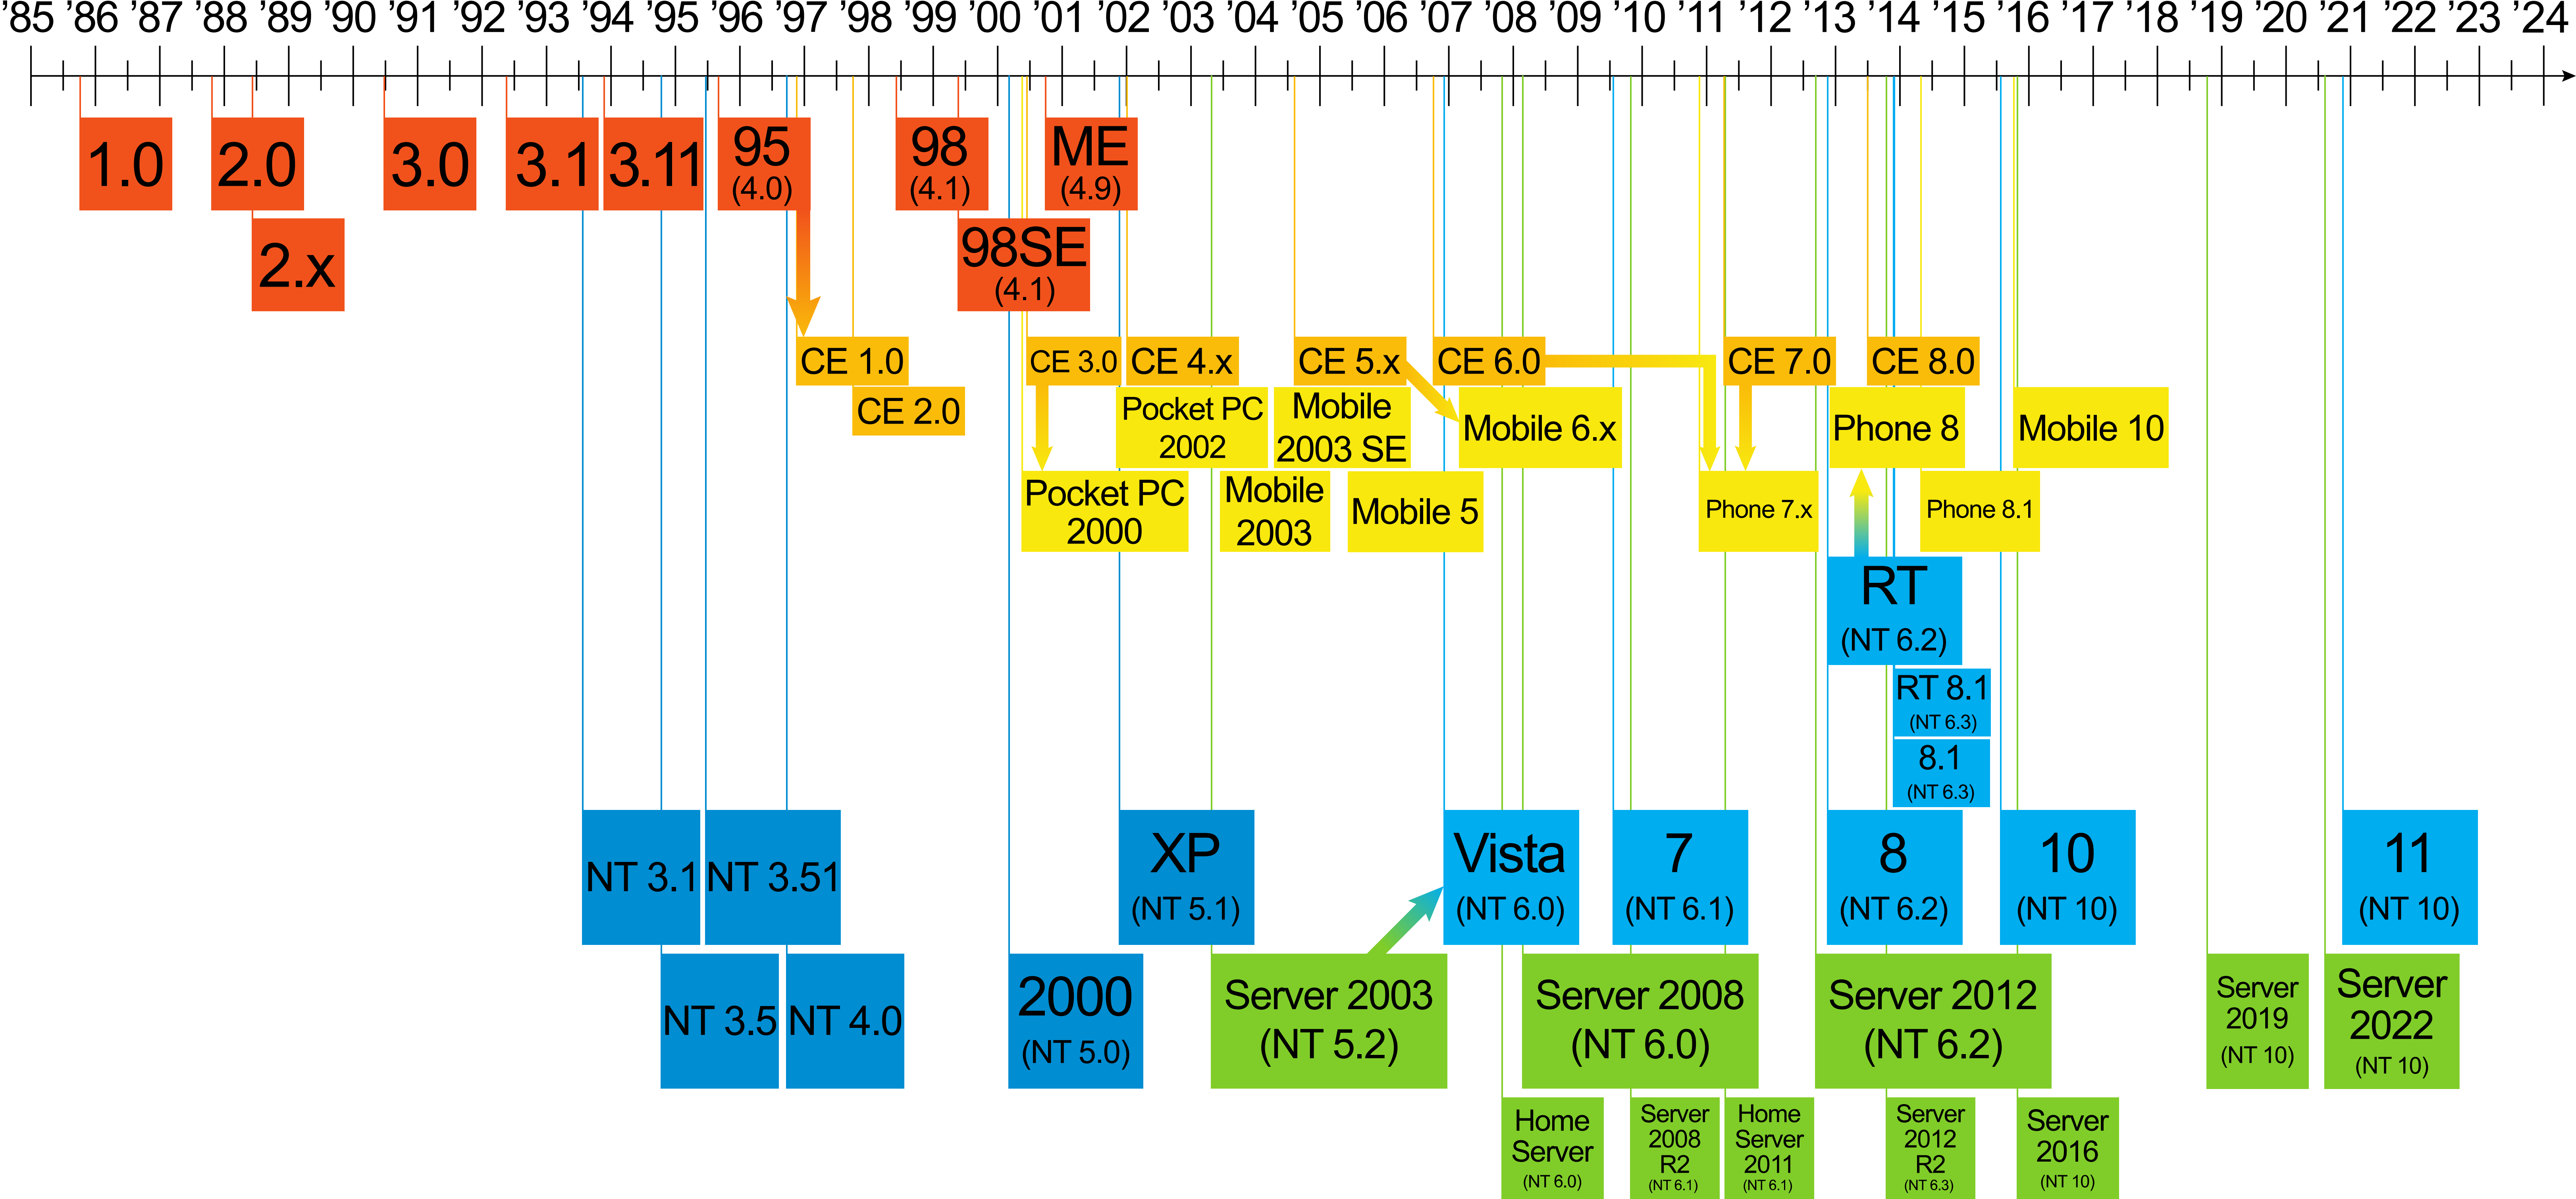 ’85 ’86 ’87 ’88 ’89 ’90 ’91 ’92 ’93 ’94 ’95 ’96 ’97 ’98 ’99 ’00 ’01 ’02 ’03 ’04 ’05 ’06 ’07 ’08 ’09 ’10 ’11 ’12 ’13 ’14 ’15 ’16 ’17 ’18 ’19 ’20 ’21 ’22 ’23 ’24
1.0
2.0
3.0
3.1
3.11
95
(4.0)
98
(4.1)
ME
(4.9)
2.x
98SE
(4.1)
CE 1.0
CE 3.0
CE 4.x
CE 5.x
CE 6.0
CE 7.0
CE 8.0
CE 2.0
Pocket PC
2002
Mobile
2003 SE
Mobile 6.x
Phone 8
Mobile 10
Pocket PC
2000
Mobile
2003
Mobile 5
Phone 7.x
Phone 8.1
RT
(NT 6.2)
RT 8.1
(NT 6.3)
8.1
(NT 6.3)
NT 3.1
NT 3.51
XP
(NT 5.1)
Vista
(NT 6.0)
7
(NT 6.1)
8
(NT 6.2)
10
(NT 10)
11
(NT 10)
NT 3.5
NT 4.0
2000
(NT 5.0)
Server 2003
(NT 5.2)
Server 2008
(NT 6.0)
Server 2012
(NT 6.2)
Server
2019
(NT 10)
Server
2022
(NT 10)
Home
Server
(NT 6.0)
Server
2008
R2
(NT 6.1)
Home
Server
2011
(NT 6.1)
Server
2012
R2
(NT 6.3)
Server
2016
(NT 10)